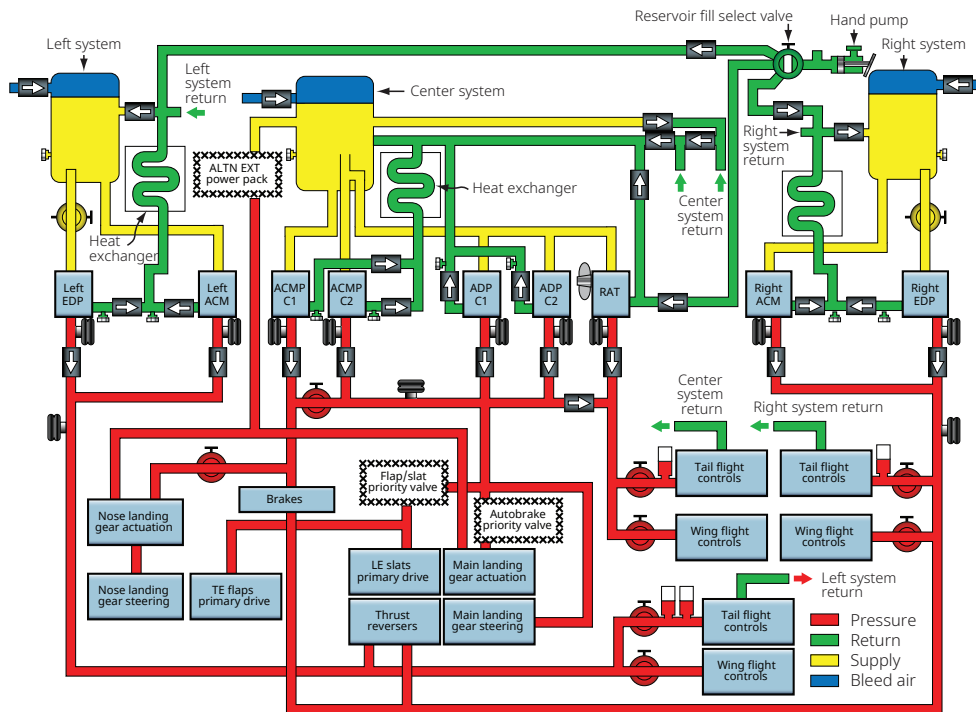 Reservoir fill select valve
Hand pump
Left system
Right system
Left
system
return
Center system
ALTN EXT
power pack
Heat exchanger
Right
system
return
Heat
exchanger
Center
system
return
Left
EDP
Left
ACM
ACMP
C1
ACMP
C2
ADP
C1
ADP
C2
RAT
Right
ACM
Right
EDP
Center
system
return
Right system return
Flap/slat
priority valve
Tail flight
controls
Tail flight
controls
Brakes
Nose landing
gear actuation
Autobrake
priority valve
Wing flight
controls
Wing flight
controls
LE slats
primary drive
Main landing
gear actuation
Nose landing
gear steering
TE flaps
primary drive
Left system
return
Thrust
reversers
Main landing
gear steering
Tail flight
controls
Wing flight
controls
Pressure
Return
Supply
Bleed air